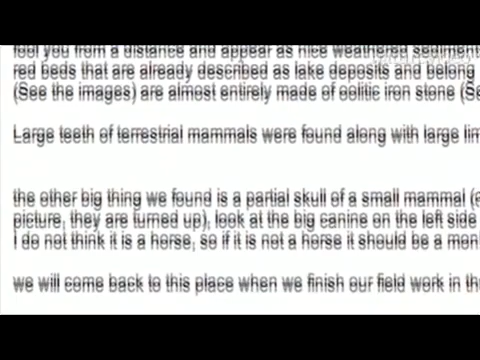 fool you from a distance and appear as nice weathered sediment
red beds that are already described as lake deposits and belong
(See the images) are almost entirely made of oolitic iron stone (Se
Large teeth of terrestrial mammals were found along with large lim
the other big thing we found is a partial skull of a small mammal (
picture, they are turned up), look at the big canine on the left side
I do not think it is a horse, so if it is not a horse it should be a mon
we will come back to this place when we finish our field work in th